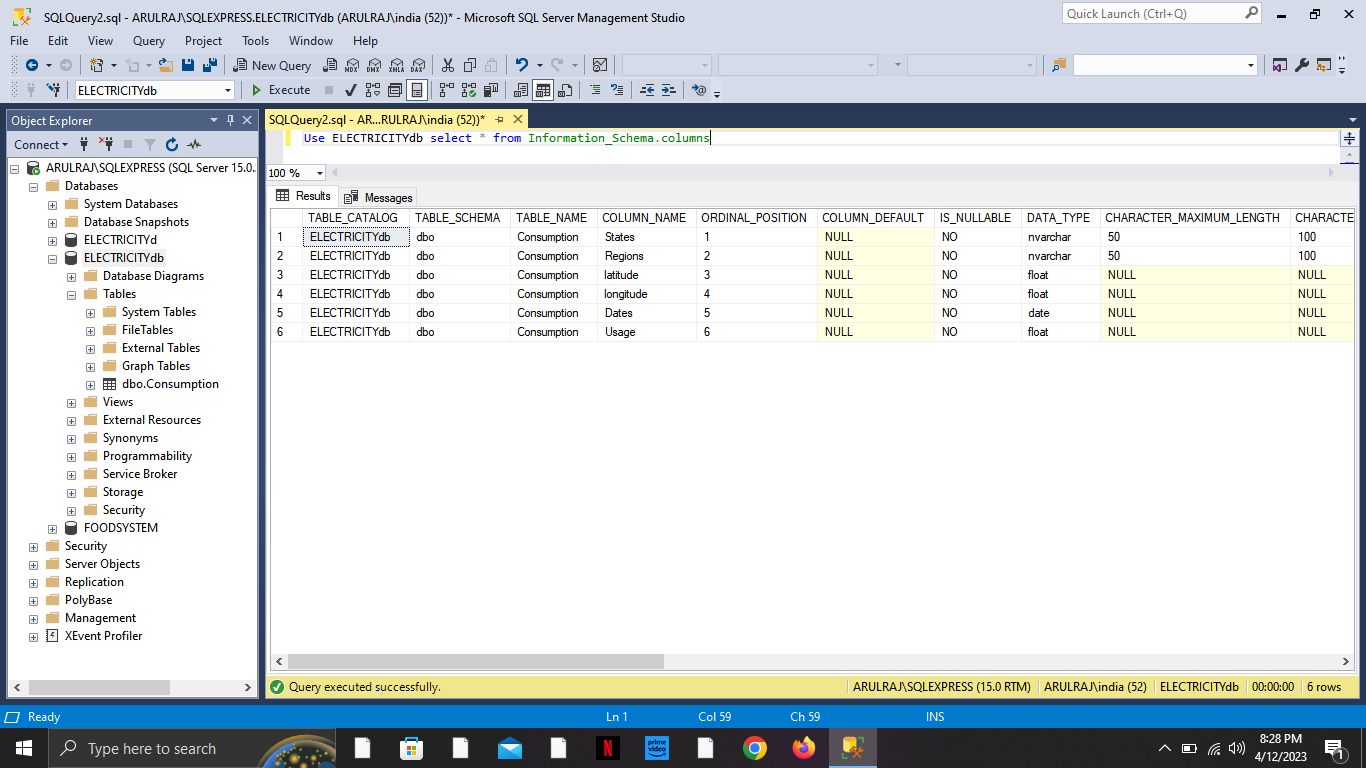 SQLQuery2.sql - ARULRAJ\SQLEXPRESS.ELECTRICITYdb (ARULRAJ\india (52))* - Microsoft SQL Server Management Studio
Quick Launch (Ctrl+Q)
File Edit View Query Project Tools Window Help
New Query MDX DMX XMLA DAX
ELECTRICITYdb Execute
Object Explorer
Connect
ARULRAJ\SQLEXPRESS (SQL Server 15.0..
Databases
System Databases
Database Snapshots
ELECTRICITYd
ELECTRICITYdb
Database Diagrams
Tables
System Tables
FileTables
External Tables
Graph Tables
dbo.Consumption
Views
External Resources
Synonyms
Programmability
Service Broker
Storage
Security
FOODSYSTEM
Security
Server Objects
Replication
PolyBase
Management
XEvent Profiler
SQLQuery2.sql - AR...RULRAJ\india (52))*
Use ELECTRICITYdb select * from Information_Schema.columns
100 %
Results Messages
TABLE_CATALOG TABLE_SCHEMA TABLE_NAME COLUMN_NAME ORDINAL_POSITION COLUMN_DEFAULT IS_NULLABLE DATA_TYPE CHARACTER_MAXIMUM_LENGTH CHARACTE
1 ELECTRICITYdb dbo Consumption States 1 NULL NO nvarchar 50 100
2 ELECTRICITYdb dbo Consumption Regions 2 NULL NO nvarchar 50 100
3 ELECTRICITYdb dbo Consumption latitude 3 NULL NO float NULL NULL
4 ELECTRICITYdb dbo Consumption longitude 4 NULL NO float NULL NULL
5 ELECTRICITYdb dbo Consumption Dates 5 NULL NO date NULL NULL
6 ELECTRICITYdb dbo Consumption Usage 6 NULL NO float NULL NULL
Query executed successfully. ARULRAJ\SQLEXPRESS (15.0 RTM) ARULRAJ\india (52) ELECTRICITYdb 00:00:00 6 rows
Ready Ln 1 Col 59 Ch 59 INS
Type here to search
N
prime video
8:28 PM
4/12/2023
1